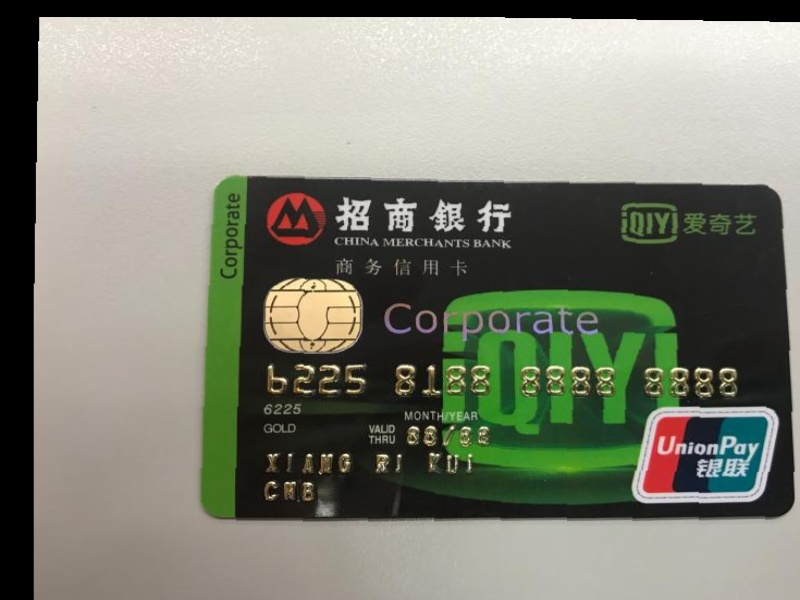 Corporate
招商銀行
CHINA MERCHANTS BANK
商务信用卡
iQIYI 爱奇艺
Corporate
iQIYI
6225 8188 8888 8888
6225
MONTH/YEAR
GOLD
VALID THRU 88/88
XIANG RI KUI
CMB
UnionPay
银联